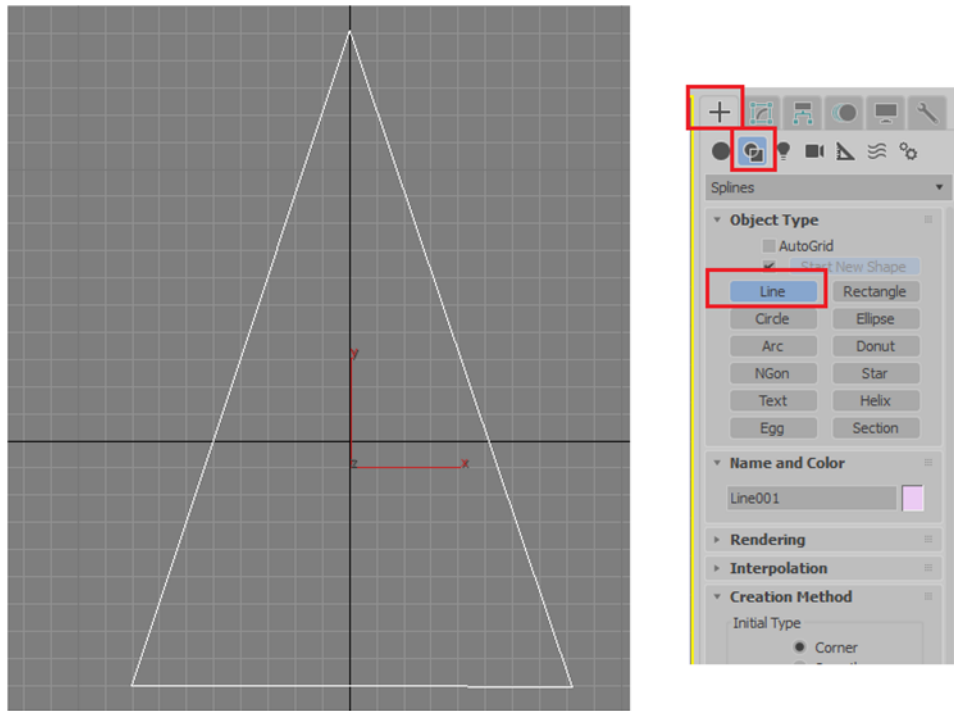 y
z
x
Splines
Object Type
AutoGrid
Start New Shape
Line Rectangle
Circle Ellipse
Arc Donut
NGon Star
Text Helix
Egg Section
Name and Color
Line001
Rendering
Interpolation
Creation Method
Initial Type
Corner